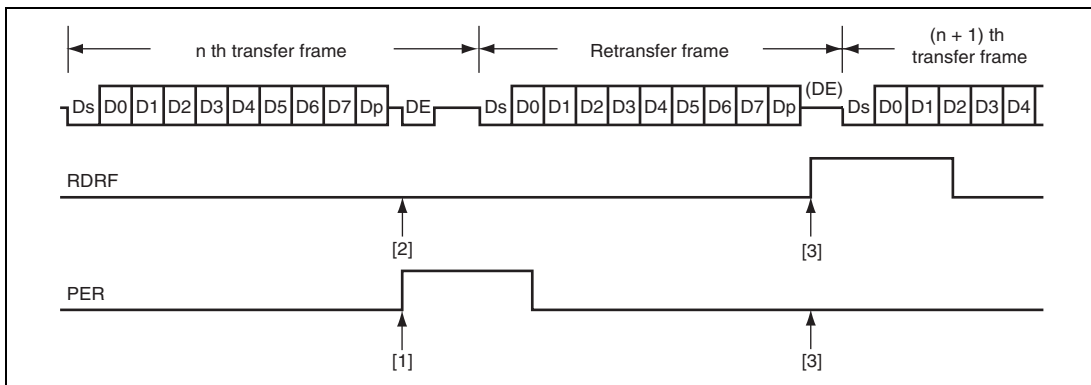 n th transfer frame
Retransfer frame
(n + 1) th
transfer frame
Ds D0 D1 D2 D3 D4 D5 D6 D7 Dp DE Ds D0 D1 D2 D3 D4 D5 D6 D7 Dp (DE) Ds D0 D1 D2 D3 D4
RDRF
[2] [3]
PER
[1] [3]